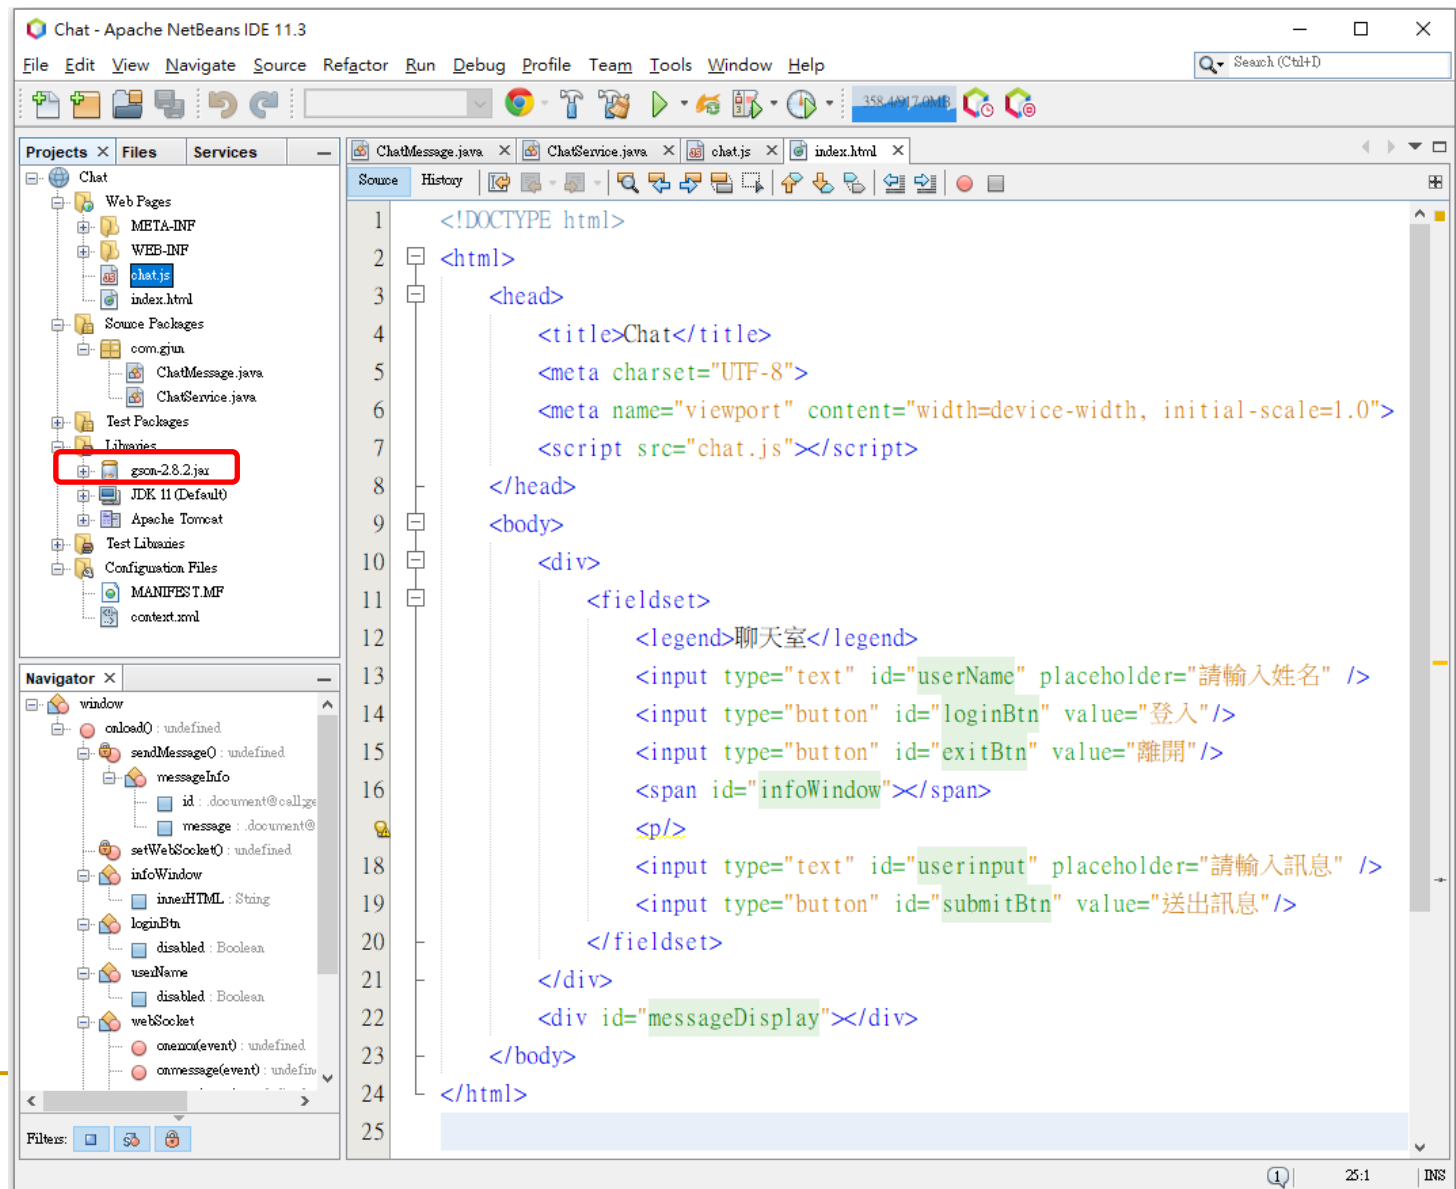 Chat - Apache NetBeans IDE 11.3
File Edit View Navigate Source Refactor Run Debug Profile Team Tools Window Help
Search (Ctrl+I)
358.4/917.0MB
Projects Files Services
Chat
Web Pages
META-INF
WEB-INF
chat.js
index.html
Source Packages
com.gjun
ChatMessage.java
ChatService.java
Test Packages
Libraries
gson-2.8.2.jar
JDK 11 (Default)
Apache Tomcat
Test Libraries
Configuration Files
MANIFEST.MF
context.xml
Navigator
window
onload() : undefined
sendMessage() : undefined
messageInfo
id : .document@call;ge
message : .document@
setWebSocket() : undefined
infoWindow
innerHTML : String
loginBtn
disabled : Boolean
userName
disabled : Boolean
webSocket
onerror(event) : undefined
onmessage(event) : undefin
Filters:
ChatMessage.java ChatService.java chat.js index.html
Source History
1 <!DOCTYPE html>
2 <html>
3 <head>
4 <title>Chat</title>
5 <meta charset="UTF-8">
6 <meta name="viewport" content="width=device-width, initial-scale=1.0">
7 <script src="chat.js"></script>
8 </head>
9 <body>
10 <div>
11 <fieldset>
12 <legend>聊天室</legend>
13 <input type="text" id="userName" placeholder="請輸入姓名" />
14 <input type="button" id="loginBtn" value="登入"/>
15 <input type="button" id="exitBtn" value="離開"/>
16 <span id="infoWindow"></span>
<p/>
18 <input type="text" id="userinput" placeholder="請輸入訊息" />
19 <input type="button" id="submitBtn" value="送出訊息"/>
20 </fieldset>
21 </div>
22 <div id="messageDisplay"></div>
23 </body>
24 </html>
25
1 25:1 INS